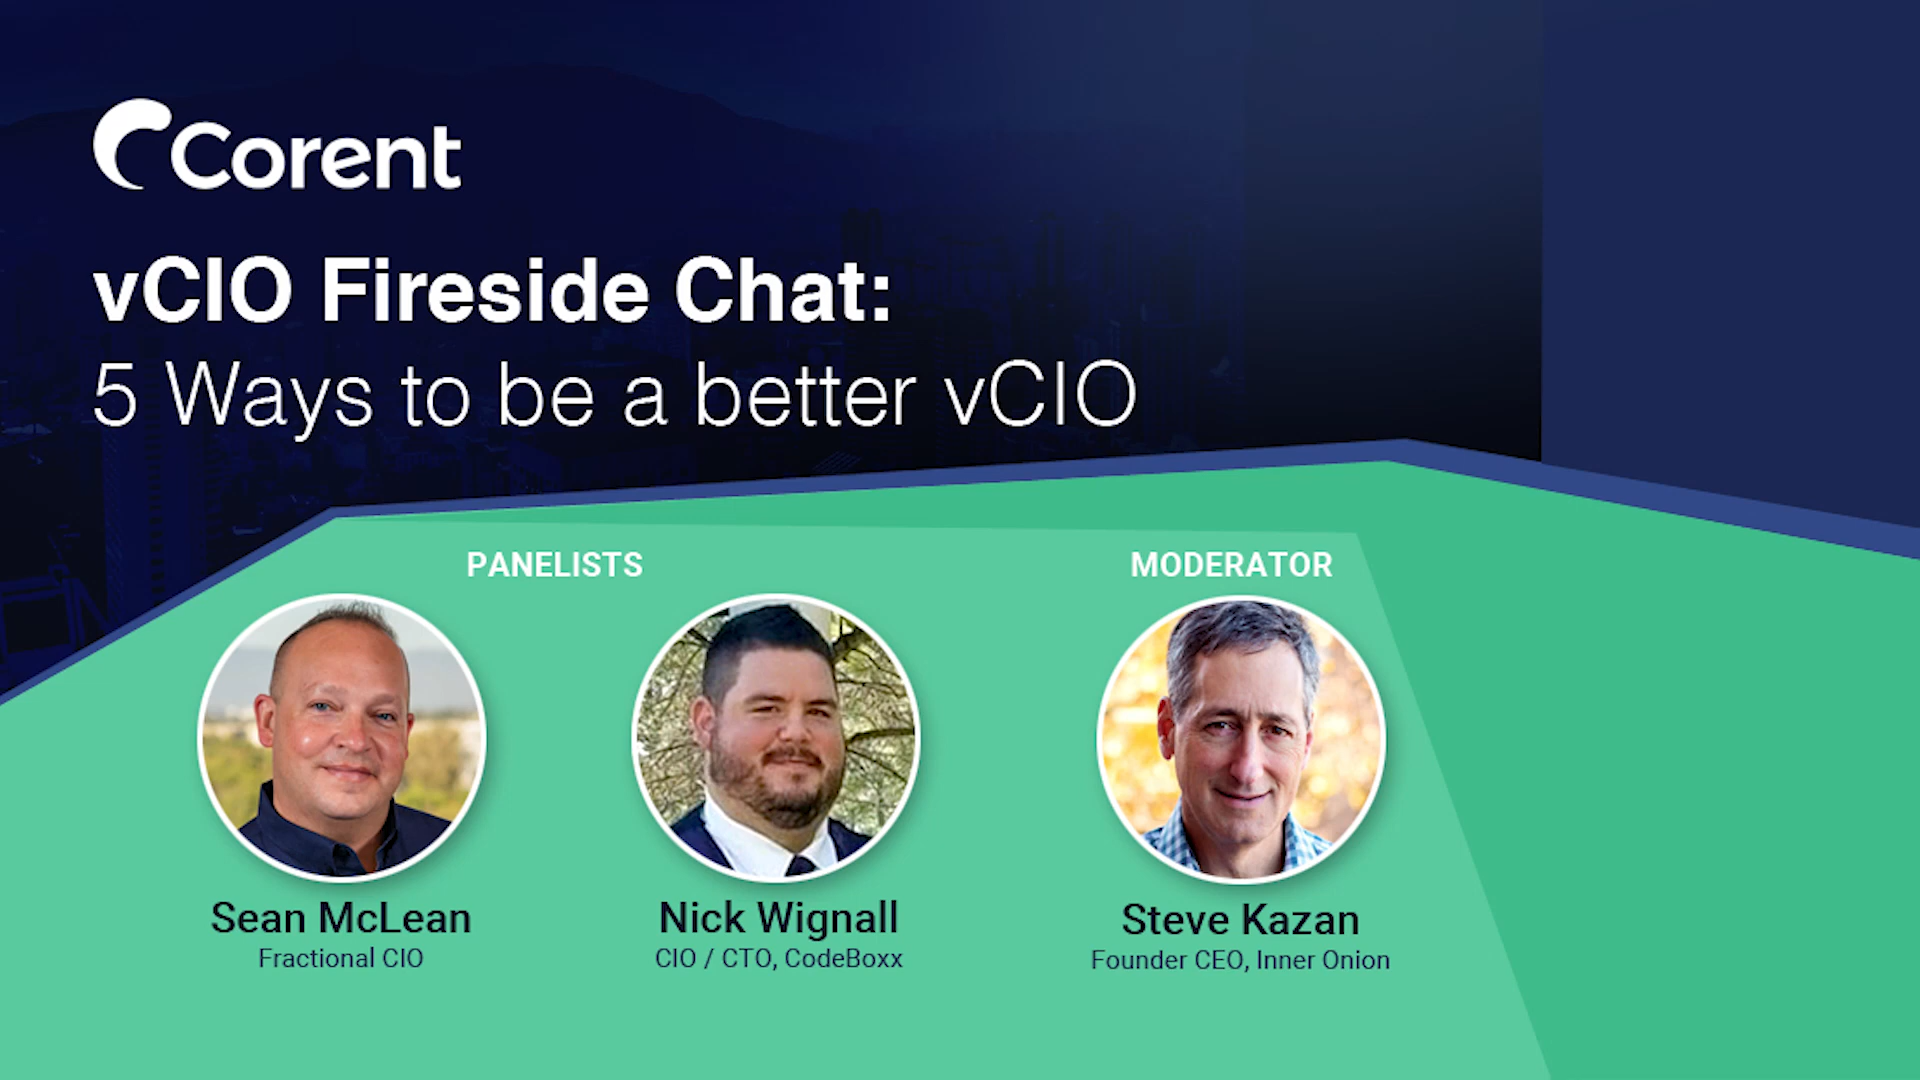 Corent
vCIO Fireside Chat:
5 Ways to be a better vCIO
PANELISTS
MODERATOR
Sean McLean
Fractional CIO
Nick Wignall
CIO / CTO, CodeBoxx
Steve Kazan
Founder CEO, Inner Onion